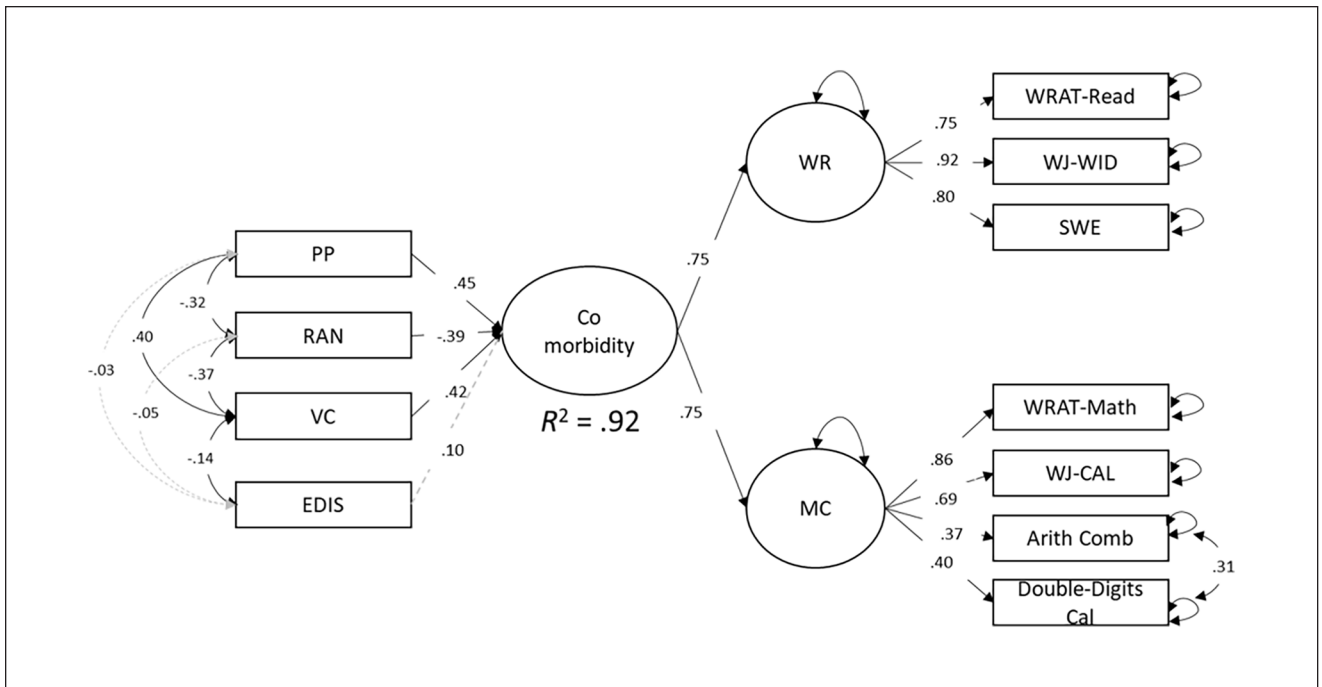 WRAT-Read
.75
WR
.92
WJ-WID
.80
SWE
PP
.45
-.32
.75
Co
morbidity
.40
RAN
-.39
-.03
-.37
.42
-.05
VC
R² = .92
.75
.10
-.14
EDIS
WRAT-Math
.86
WJ-CAL
.69
MC
.37
Arith Comb
.40
.31
Double-Digits
Cal